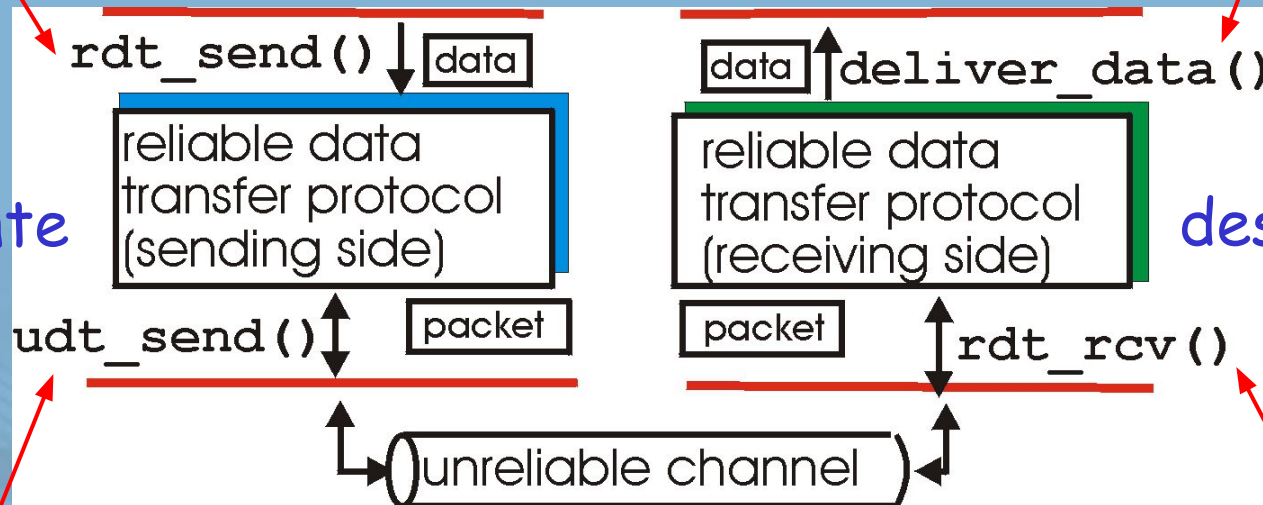 rdt_send()
data
data
deliver_data()
reliable data
transfer protocol
(sending side)
reliable data
transfer protocol
(receiving side)
udt_send()
packet
packet
rdt_rcv()
unreliable channel